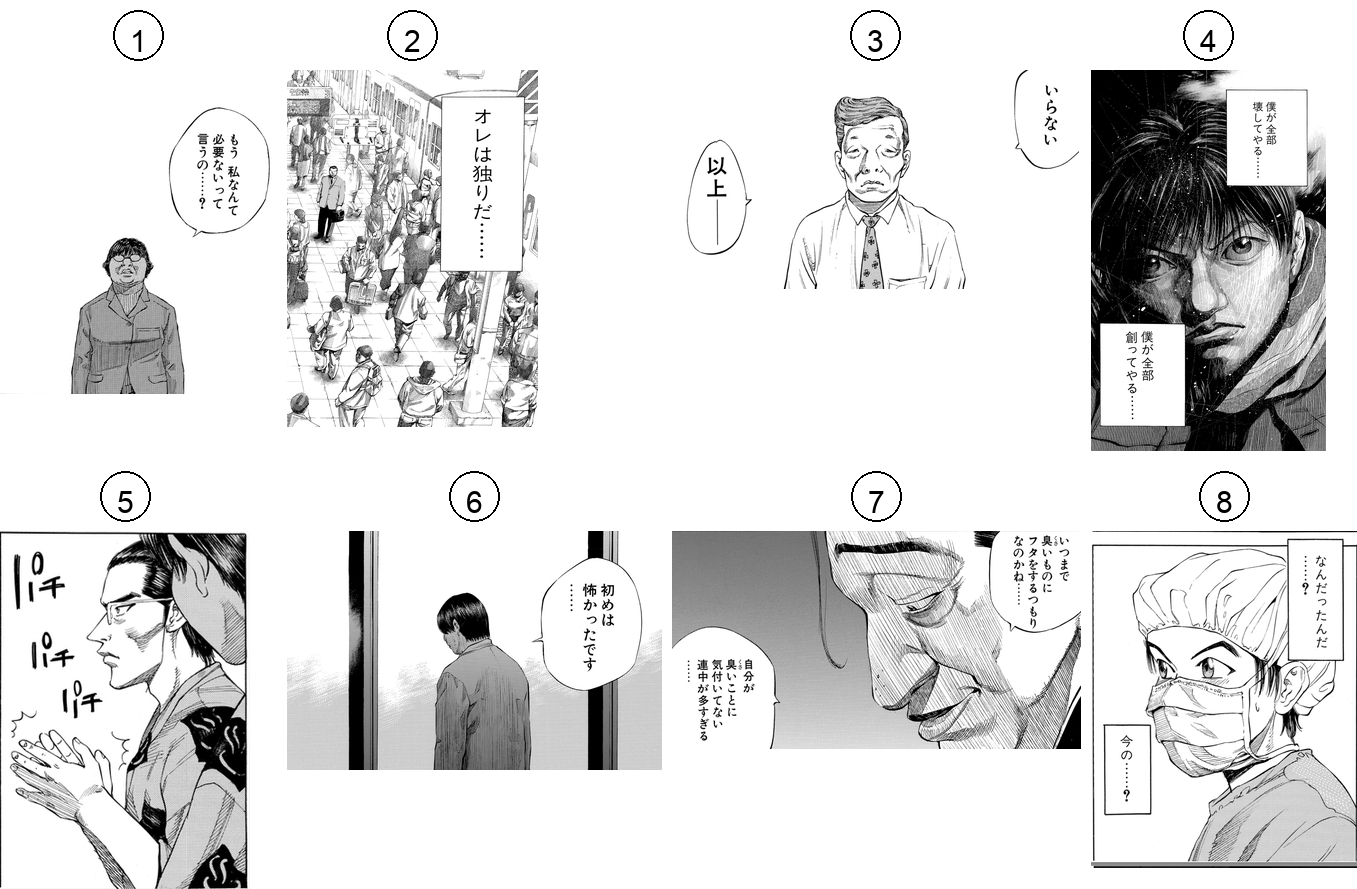 1
もう 私なんて
必要ないって
言うの……?
2
オレは独りだ……
3
いらない
以上――
4
僕が全部
壊してやる……
僕が全部
創ってやる……
5
パチ
パチ
パチ
6
初めは
怖かったです
……
7
いつまで
臭いものに
フタをするつもり
なのかね……
自分が
臭いことに
気付いてない
連中が多すぎる
……
8
なんだったんだ
……?
今の……?